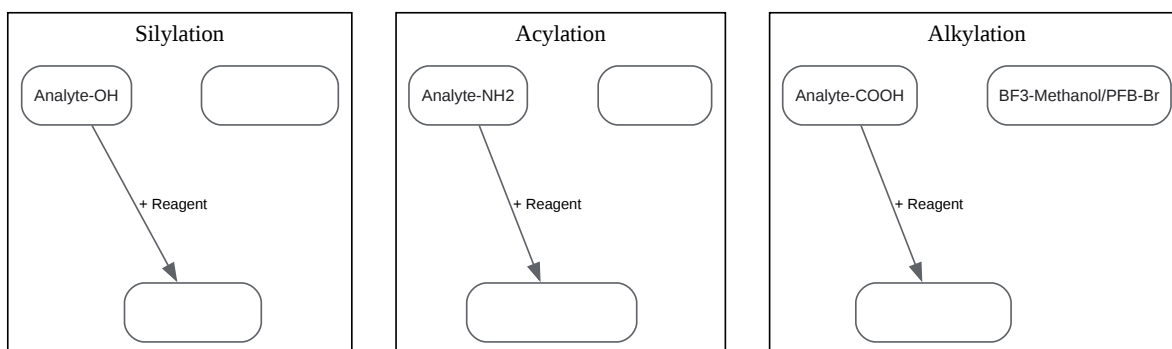 Silylation
Analyte-OH
+ Reagent
Acylation
Analyte-NH2
+ Reagent
Alkylation
Analyte-COOH
BF3-Methanol/PFB-Br
+ Reagent